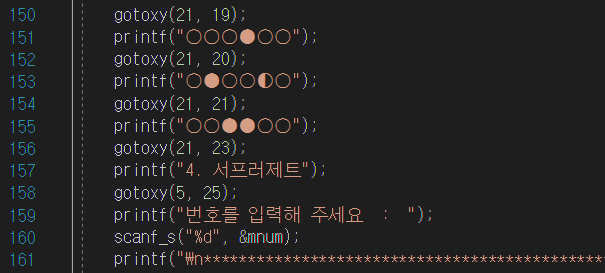 150 gotoxy(21, 19);
151 printf("○○○●○○");
152 gotoxy(21, 20);
153 printf("○●○○◐○");
154 gotoxy(21, 21);
155 printf("○○●●○○");
156 gotoxy(21, 23);
157 printf("4. 서프러제트");
158 gotoxy(5, 25);
159 printf("번호를 입력해 주세요 : ");
160 scanf_s("%d", &mnum);
161 printf("₩n**************************************************